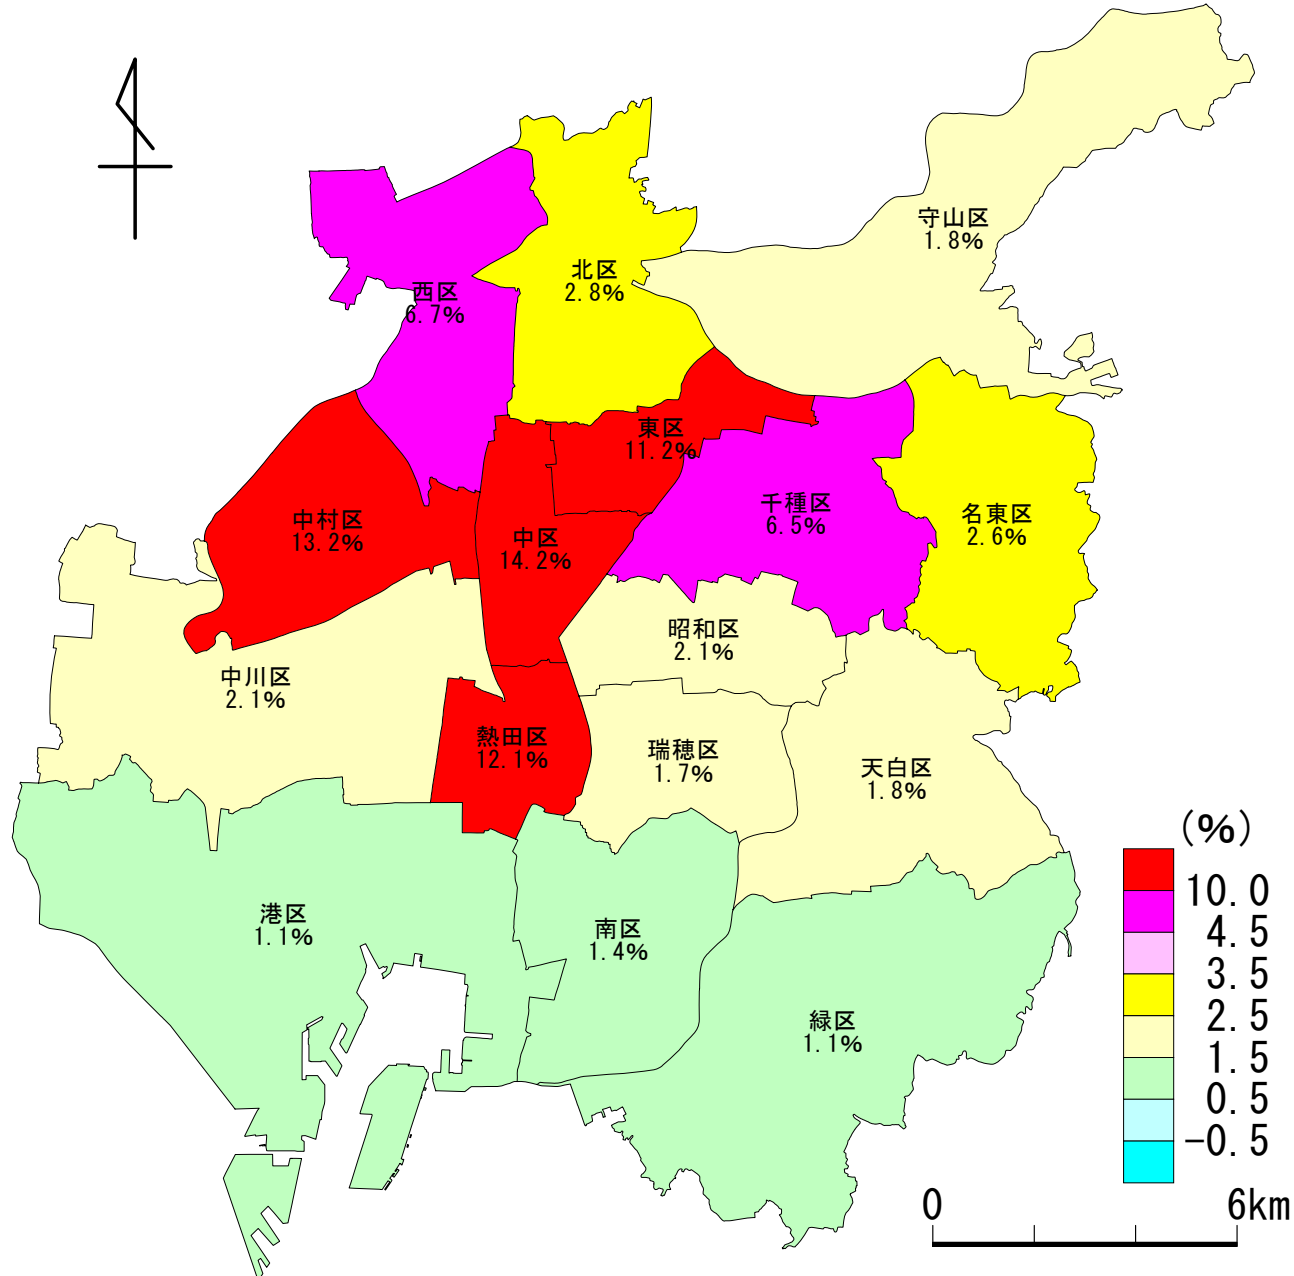 守山区
1.8%
北区
2.8%
西区
6.7%
東区
11.2%
千種区
6.5%
名東区
2.6%
中村区
13.2%
中区
14.2%
昭和区
2.1%
中川区
2.1%
熱田区
12.1%
瑞穂区
1.7%
天白区
1.8%
港区
1.1%
南区
1.4%
緑区
1.1%
(%)
10.0
4.5
3.5
2.5
1.5
0.5
-0.5
0 6km